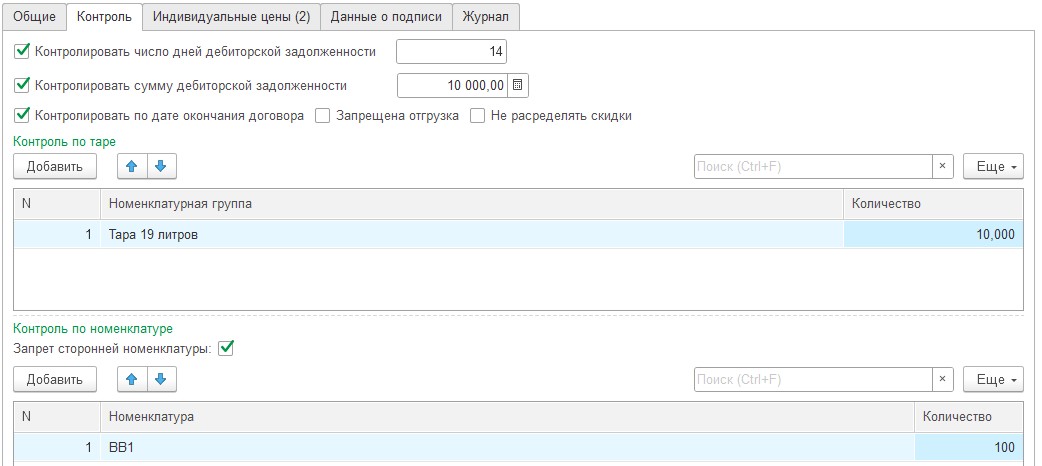 Общие Контроль Индивидуальные цены (2) Данные о подписи Журнал
Контролировать число дней дебиторской задолженности 14
Контролировать сумму дебиторской задолженности 10 000,00
Контролировать по дате окончания договора Запрещена отгрузка Не расределять скидки
Контроль по таре
Добавить Поиск (Ctrl+F) × Еще
N Номенклатурная группа Количество
1 Тара 19 литров 10,000
Контроль по номенклатуре
Запрет сторонней номенклатуры:
Добавить Поиск (Ctrl+F) × Еще
N Номенклатура Количество
1 ВВ1 100